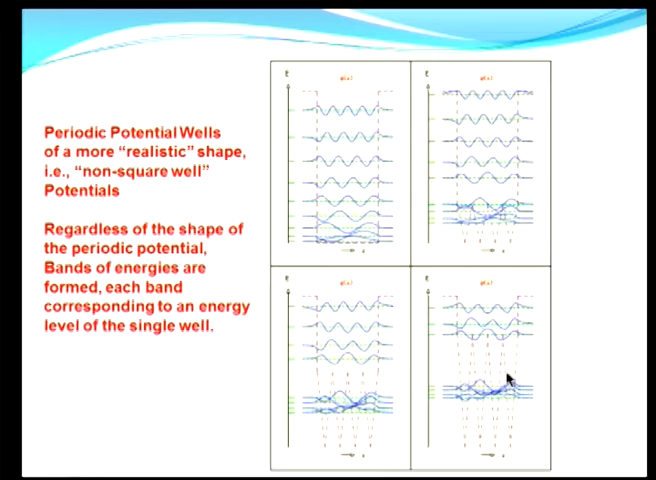 Periodic Potential Wells
of a more “realistic” shape,
i.e., “non-square well”
Potentials
Regardless of the shape of
the periodic potential,
Bands of energies are
formed, each band
corresponding to an energy
level of the single well.
E
E
E
E